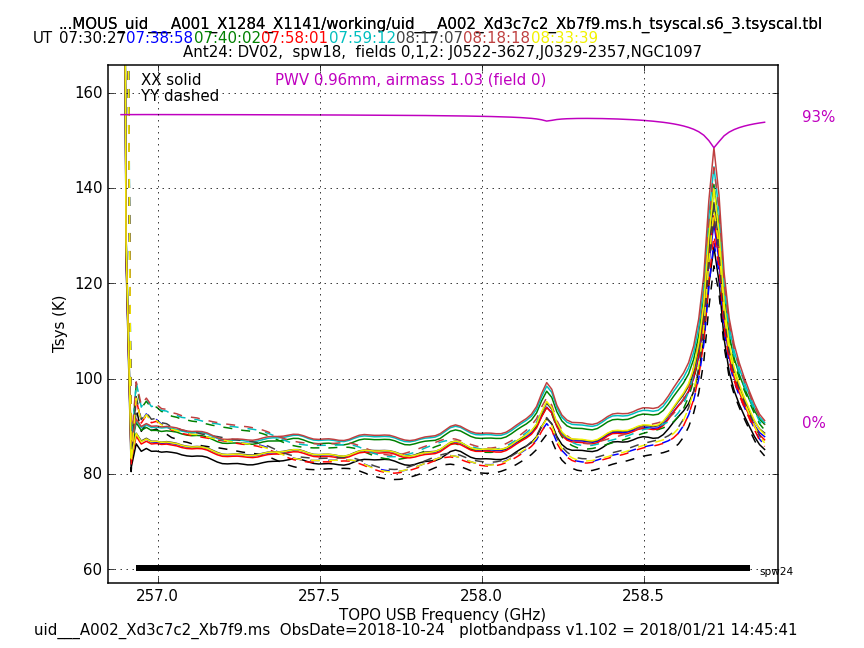 ...MOUS_uid___A001_X1284_X1141/working/uid___A002_Xd3c7c2_Xb7f9.ms.h_tsyscal.s6_3.tsyscal.tbl
UT 07:30:27 07:38:58 07:40:02 07:58:01 07:59:12 08:17:07 08:18:18 08:33:39
Ant24: DV02, spw18, fields 0,1,2: J0522-3627,J0329-2357,NGC1097
XX solid
PWV 0.96mm, airmass 1.03 (field 0)
YY dashed
160
140
120
100
80
60
Tsys (K)
93%
0%
spw24
257.0 257.5 258.0 258.5
TOPO USB Frequency (GHz)
uid___A002_Xd3c7c2_Xb7f9.ms ObsDate=2018-10-24 plotbandpass v1.102 = 2018/01/21 14:45:41